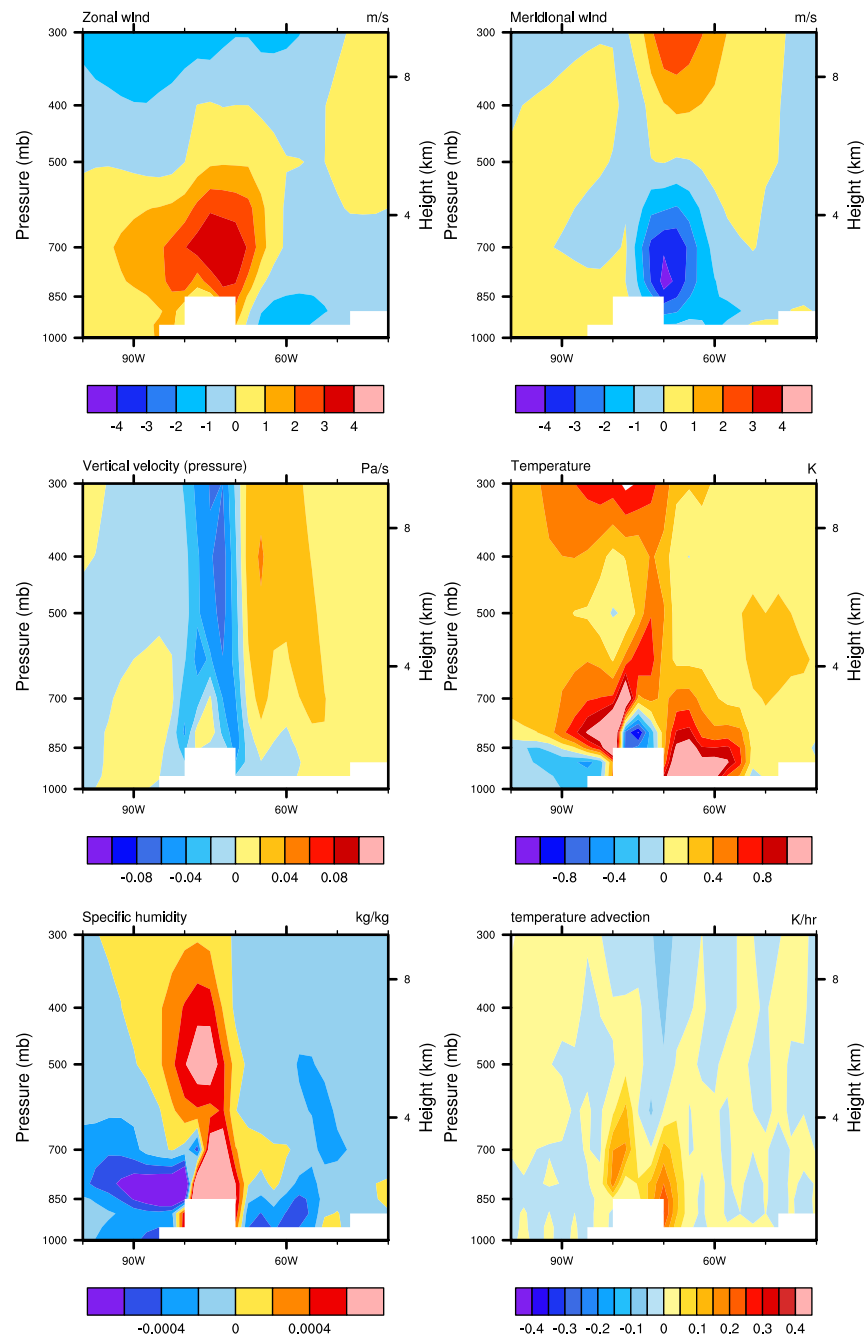 Zonal wind m/s
300
400
500
700
850
1000
Pressure (mb)
8
4
Height (km)
90W 60W
-4 -3 -2 -1 0 1 2 3 4
Meridional wind m/s
300
400
500
700
850
1000
Pressure (mb)
8
4
Height (km)
90W 60W
-4 -3 -2 -1 0 1 2 3 4
Vertical velocity (pressure) Pa/s
300
400
500
700
850
1000
Pressure (mb)
8
4
Height (km)
90W 60W
-0.08 -0.04 0 0.04 0.08
Temperature K
300
400
500
700
850
1000
Pressure (mb)
8
4
Height (km)
90W 60W
-0.8 -0.4 0 0.4 0.8
Specific humidity kg/kg
300
400
500
700
850
1000
Pressure (mb)
8
4
Height (km)
90W 60W
-0.0004 0 0.0004
temperature advection K/hr
300
400
500
700
850
1000
Pressure (mb)
8
4
Height (km)
90W 60W
-0.4 -0.3 -0.2 -0.1 0 0.1 0.2 0.3 0.4